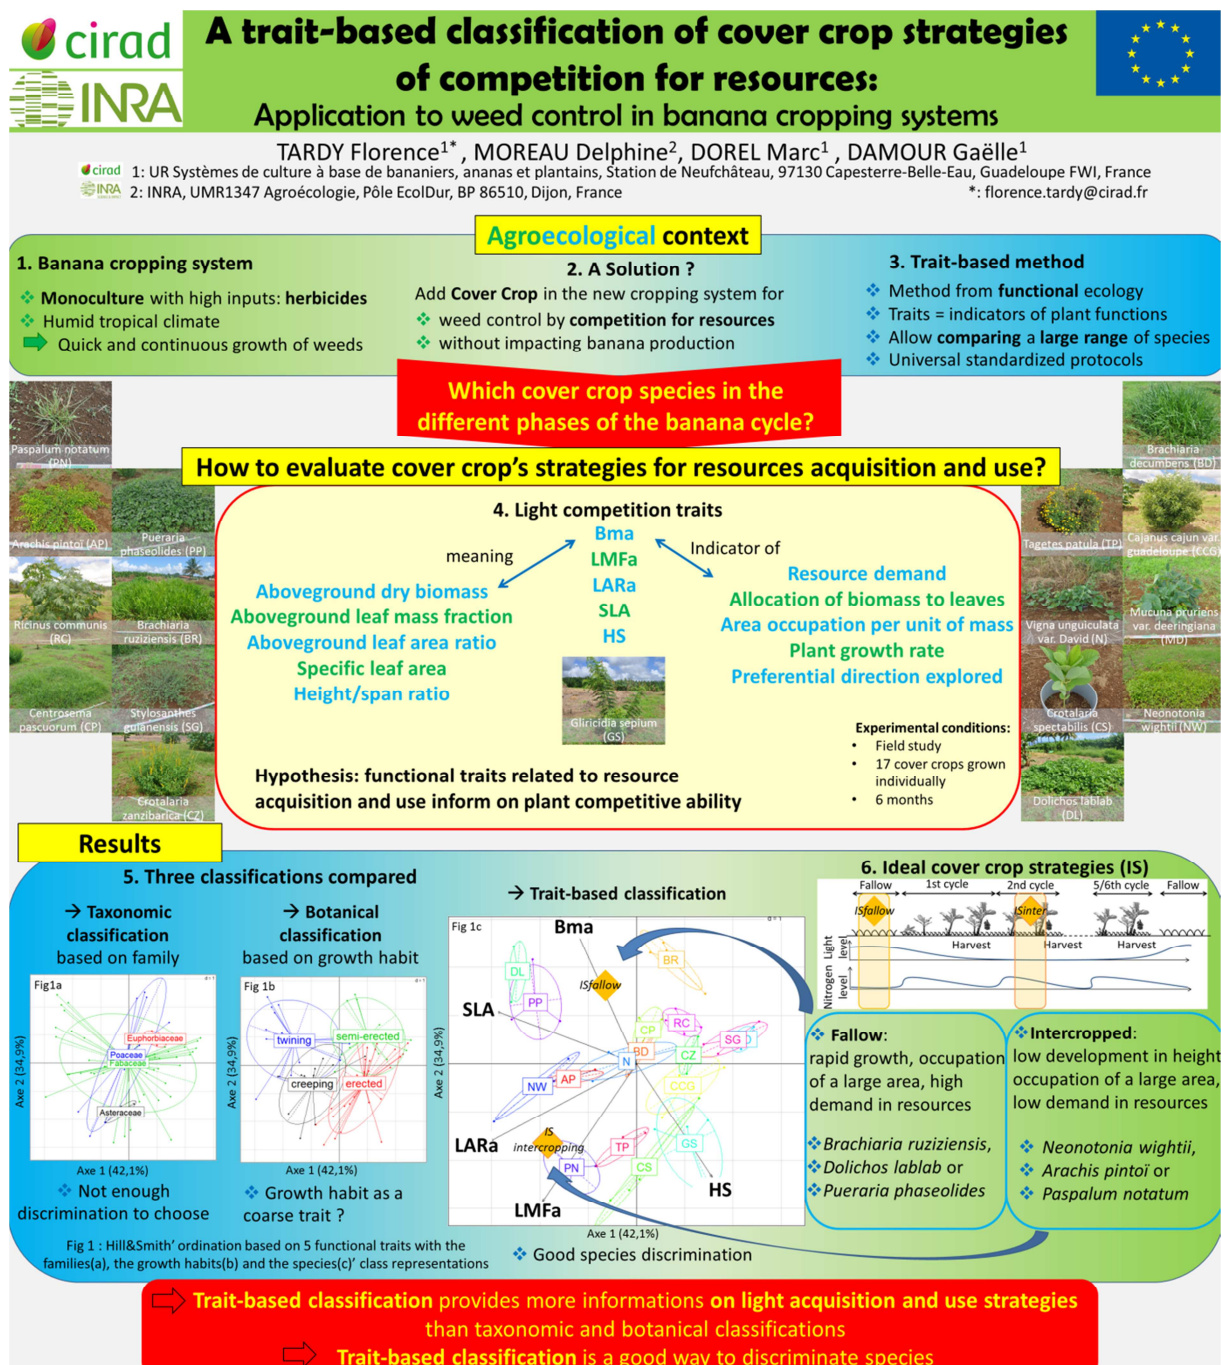 cirad
INRA
A trait-based classification of cover crop strategies
of competition for resources:
Application to weed control in banana cropping systems
TARDY Florence1*, MOREAU Delphine2, DOREL Marc1, DAMOUR Gaëlle1
cirad 1: UR Systèmes de culture à base de bananiers, ananas et plantains, Station de Neufchâteau, 97130 Capesterre-Belle-Eau, Guadeloupe FWI, France
INRA 2: INRA, UMR1347 Agroécologie, Pôle EcolDur, BP 86510, Dijon, France
*: florence.tardy@cirad.fr
Agroecological context
1. Banana cropping system
Monoculture with high inputs: herbicides
Humid tropical climate
Quick and continuous growth of weeds
2. A Solution ?
Add Cover Crop in the new cropping system for
weed control by competition for resources
without impacting banana production
3. Trait-based method
Method from functional ecology
Traits = indicators of plant functions
Allow comparing a large range of species
Universal standardized protocols
Which cover crop species in the
different phases of the banana cycle?
How to evaluate cover crop's strategies for resources acquisition and use?
Paspalum notatum
(PN)
Arachis pintoï (AP)
Pueraria
phaseolides (PP)
Ricinus communis
(RC)
Brachiaria
ruziziensis (BR)
Centrosema
pascuorum (CP)
Stylosanthes
guianensis (SG)
Crotalaria
zanzibarica (CZ)
4. Light competition traits
meaning
Indicator of
Bma
LMFa
LARa
SLA
HS
Aboveground dry biomass
Aboveground leaf mass fraction
Aboveground leaf area ratio
Specific leaf area
Height/span ratio
Resource demand
Allocation of biomass to leaves
Area occupation per unit of mass
Plant growth rate
Preferential direction explored
Gliricidia sepium
(GS)
Hypothesis: functional traits related to resource
acquisition and use inform on plant competitive ability
Experimental conditions:
• Field study
• 17 cover crops grown
individually
• 6 months
Brachiaria
decumbens (BD)
Tagetes patula (TP)
Cajanus cajun var.
guadeloupe (CCG)
Vigna unguiculata
var. David (N)
Mucuna pruriens
var. deeringiana
(MD)
Crotalaria
spectabilis (CS)
Neonotonia
wightii (NW)
Dolichos lablab
(DL)
Results
5. Three classifications compared
→ Taxonomic
classification
based on family
Fig1a
d = 1
Euphorbiaceae
Poaceae
Fabaceae
Asteraceae
Axe 2 (34,9%)
Axe 1 (42,1%)
Not enough
discrimination to choose
→ Botanical
classification
based on growth habit
Fig 1b
d = 1
twining
semi-erected
creeping
erected
Axe 2 (34,9%)
Axe 1 (42,1%)
Growth habit as a
coarse trait ?
Fig 1 : Hill&Smith' ordination based on 5 functional traits with the
families(a), the growth habits(b) and the species(c)' class representations
→ Trait-based classification
Fig 1c
d = 1
Bma
BR
DL
ISfallow
PP
SLA
CP
RC
SG
BD
CZ
N
AP
NW
CCG
LARa
IS
intercropping
TP
GS
PN
CS
HS
LMFa
Axe 2 (34,9%)
Axe 1 (42,1%)
Good species discrimination
6. Ideal cover crop strategies (IS)
Fallow
1st cycle
2nd cycle
5/6th cycle
Fallow
ISfallow
ISinter
Harvest
Harvest
Harvest
Light
level
Nitrogen
level
Fallow:
rapid growth, occupation
of a large area, high
demand in resources
Brachiaria ruziziensis,
Dolichos lablab or
Pueraria phaseolides
Intercropped:
low development in height
occupation of a large area,
low demand in resources
Neonotonia wightii,
Arachis pintoï or
Paspalum notatum
Trait-based classification provides more informations on light acquisition and use strategies
than taxonomic and botanical classifications
Trait-based classification is a good way to discriminate species